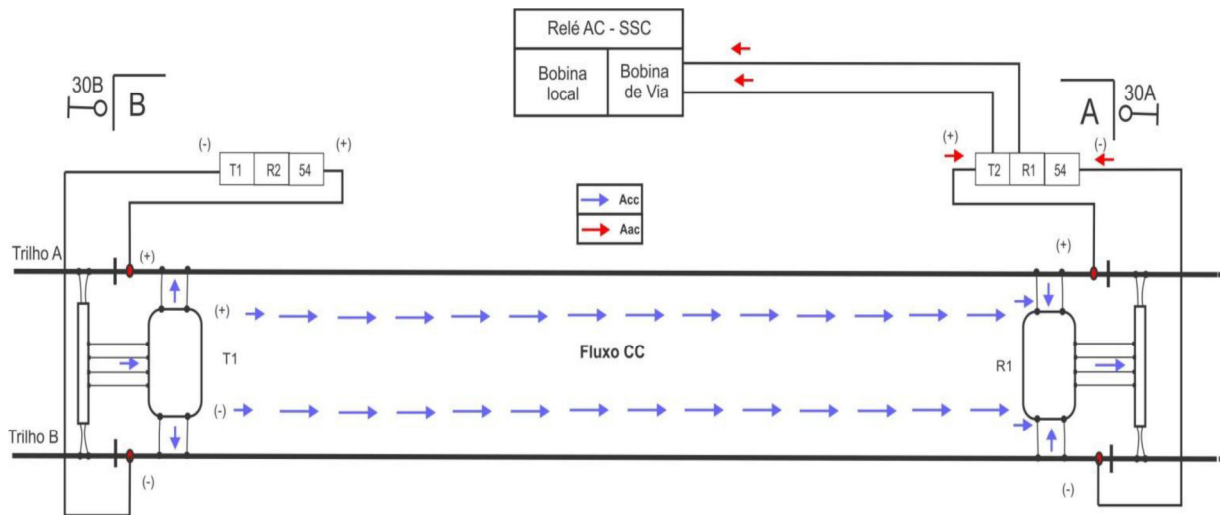 Relé AC - SSC
Bobina
local
Bobina
de Via
30B
B
A
30A
(-)
T1
R2
54
(+)
(+)
T2
R1
54
(-)
Acc
Aac
Trilho A
(+)
(+)
(+)
T1
Fluxo CC
R1
(-)
Trilho B
(-)
(-)